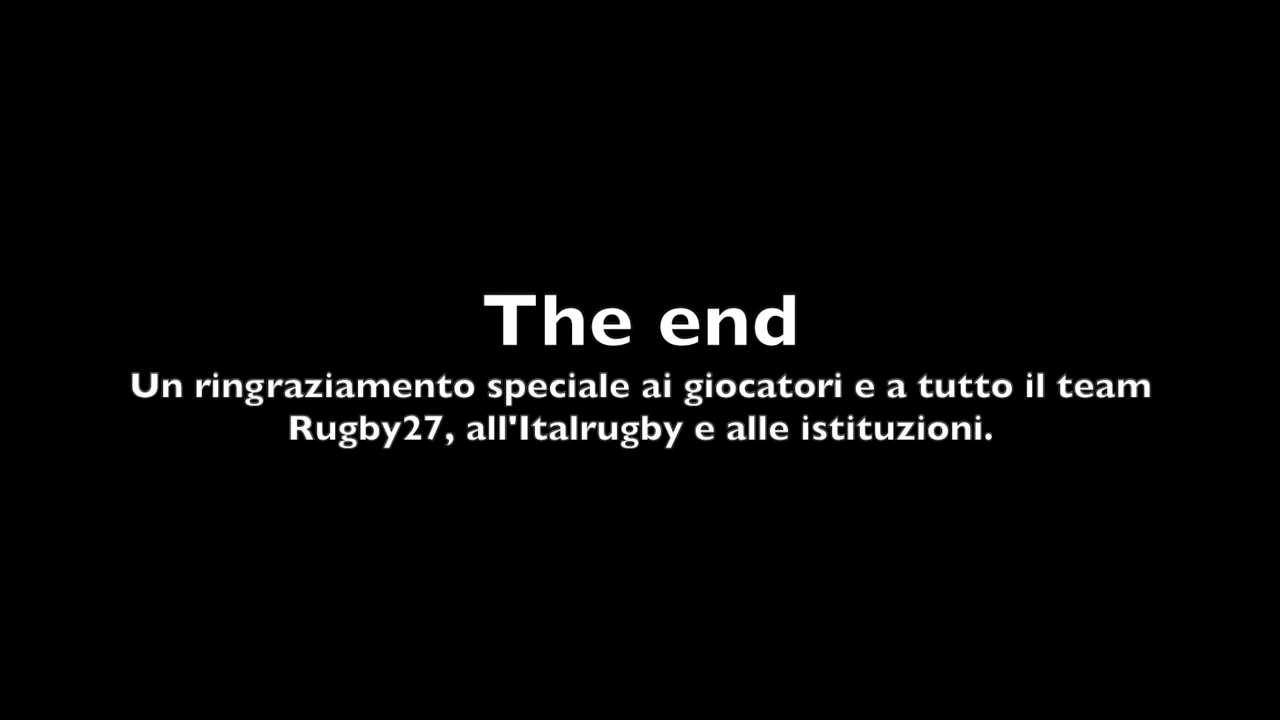 The end
Un ringraziamento speciale ai giocatori e a tutto il team
Rugby27, all'Italrugby e alle istituzioni.